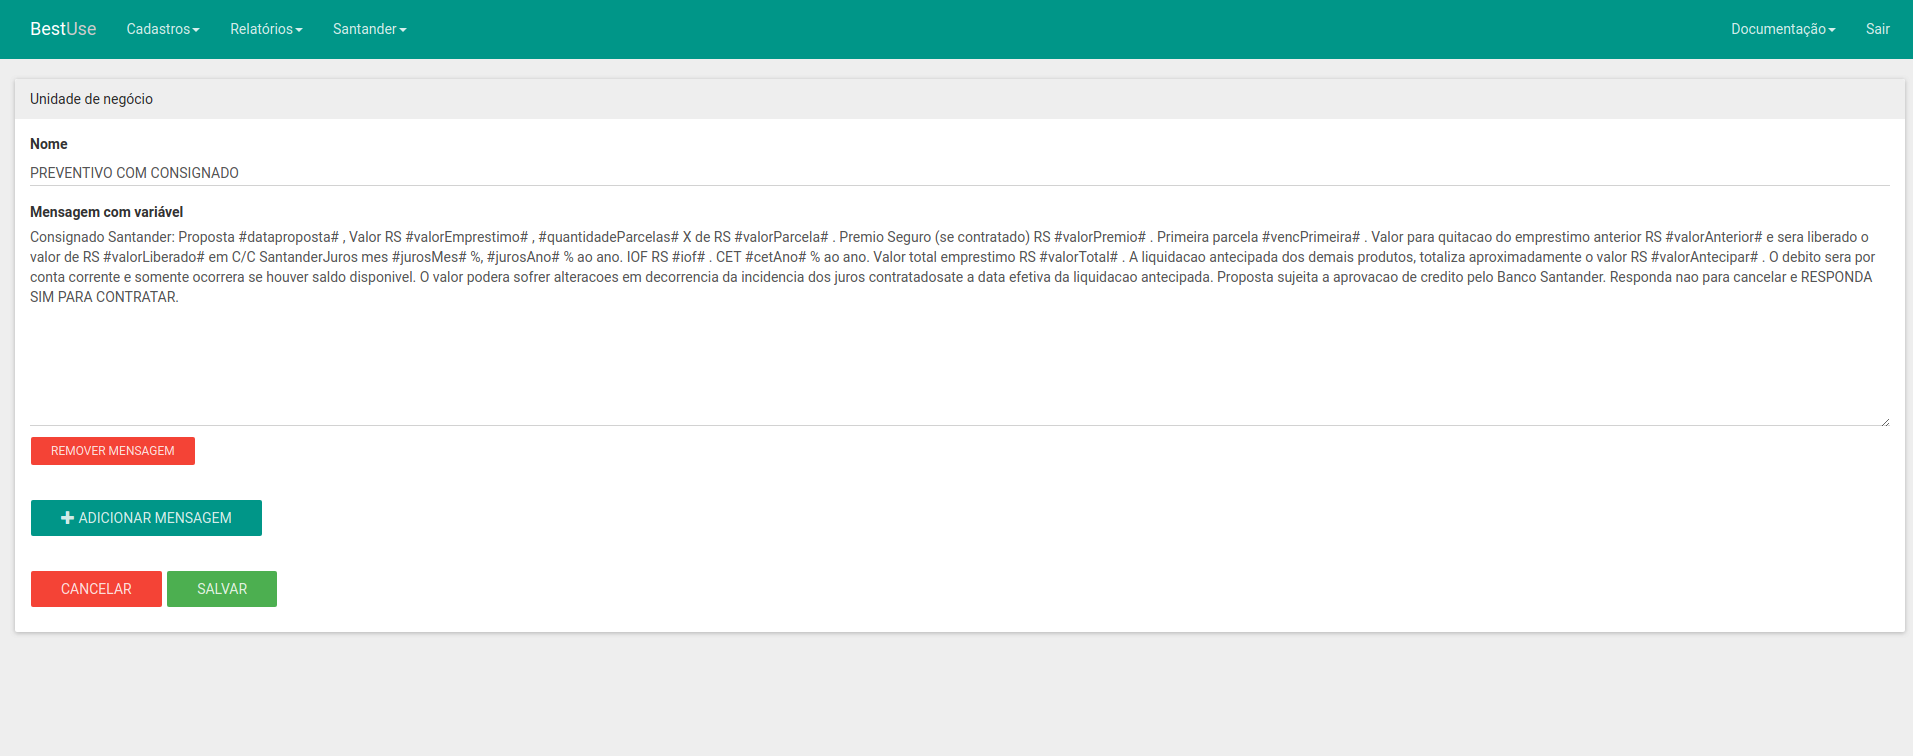 BestUse Cadastros Relatórios Santander Documentação Sair
Unidade de negócio
Nome
PREVENTIVO COM CONSIGNADO
Mensagem com variável
Consignado Santander: Proposta #dataproposta# , Valor RS #valorEmprestimo# , #quantidadeParcelas# X de RS #valorParcela# . Premio Seguro (se contratado) RS #valorPremio# . Primeira parcela #vencPrimeira# . Valor para quitacao do emprestimo anterior RS #valorAnterior# e sera liberado o
valor de RS #valorLiberado# em C/C SantanderJuros mes #jurosMes# %, #jurosAno# % ao ano. IOF RS #iof# . CET #cetAno# % ao ano. Valor total emprestimo RS #valorTotal# . A liquidacao antecipada dos demais produtos, totaliza aproximadamente o valor RS #valorAntecipar# . O debito sera por
conta corrente e somente ocorrera se houver saldo disponivel. O valor podera sofrer alteracoes em decorrencia da incidencia dos juros contratadosate a data efetiva da liquidacao antecipada. Proposta sujeita a aprovacao de credito pelo Banco Santander. Responda nao para cancelar e RESPONDA
SIM PARA CONTRATAR.
REMOVER MENSAGEM
ADICIONAR MENSAGEM
CANCELAR SALVAR